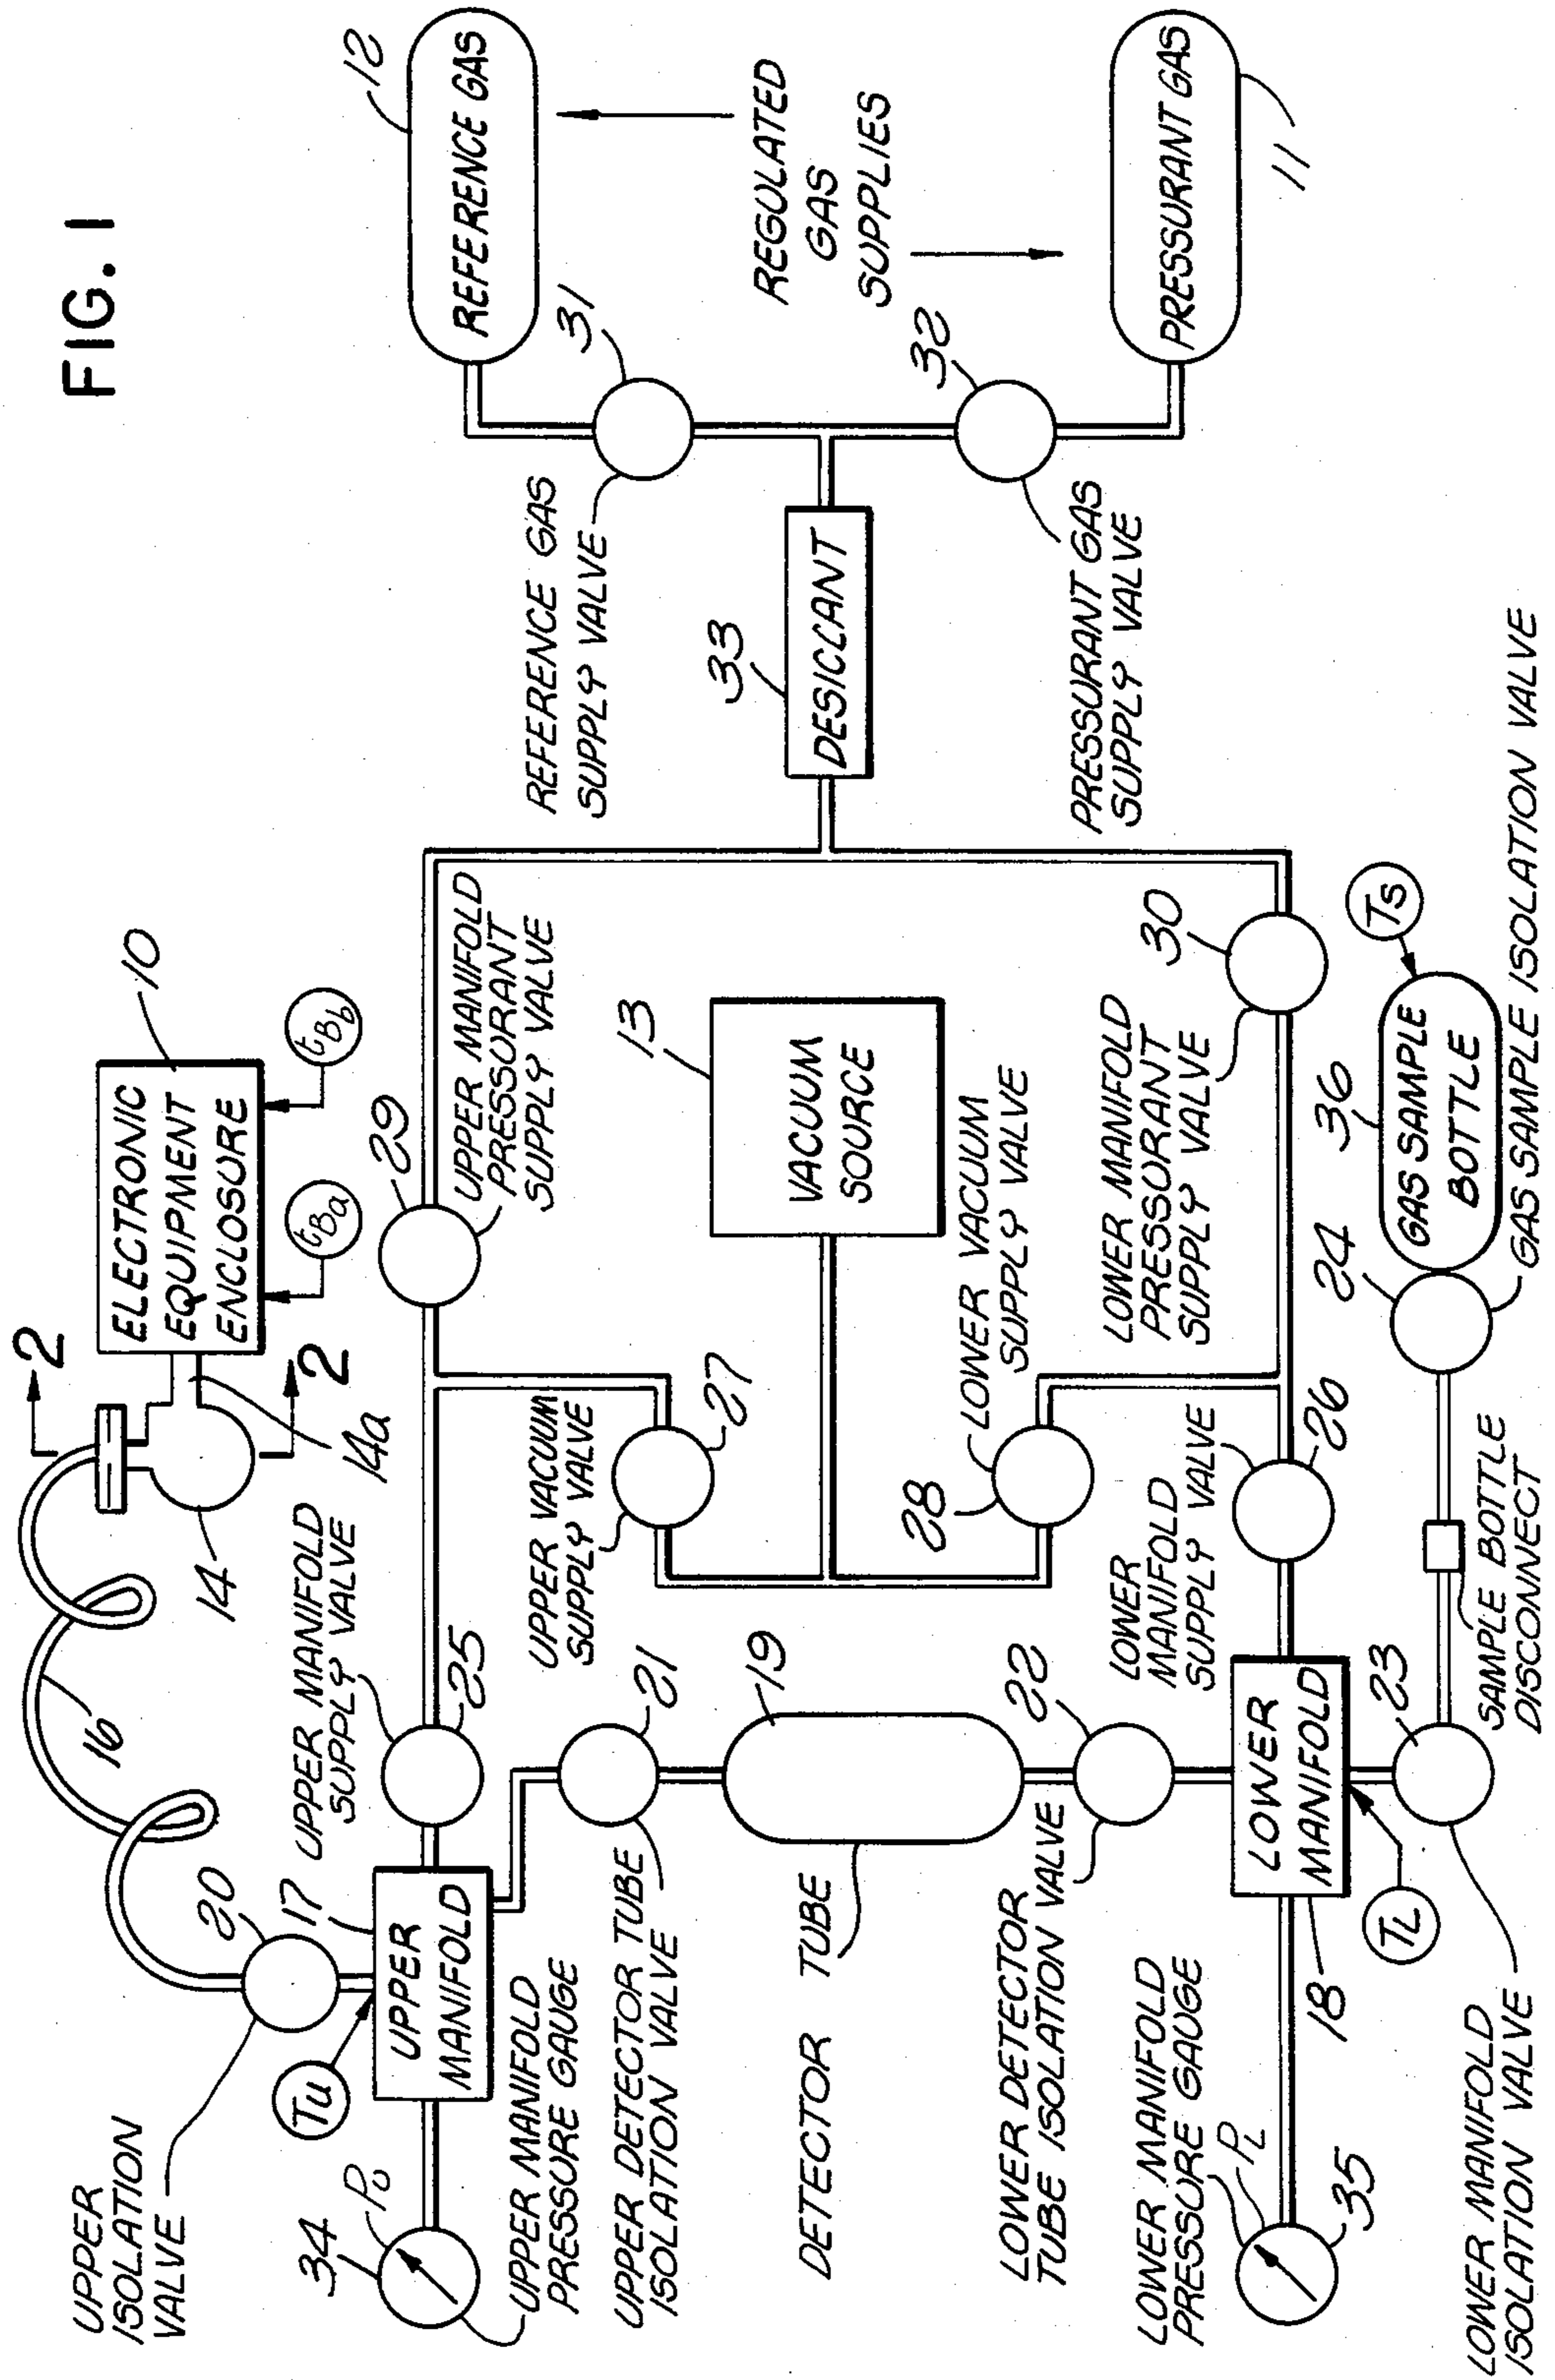 FIG. 1
2
2
ELECTRONIC
EQUIPMENT
ENCLOSURE
10
tBa
tBb
14
14a
16
UPPER
ISOLATION
VALVE
20
Tu
17
UPPER
MANIFOLD
34
Pu
UPPER MANIFOLD
PRESSURE GAUGE
UPPER MANIFOLD
SUPPLY VALVE
25
29
UPPER MANIFOLD
PRESSURANT
SUPPLY VALVE
12
REFERENCE GAS
31
REFERENCE GAS
SUPPLY VALVE
REGULATED
GAS
SUPPLIES
33
DESICCANT
32
PRESSURANT GAS
SUPPLY VALVE
PRESSURANT GAS
11
UPPER DETECTOR TUBE
ISOLATION VALVE
21
UPPER VACUUM
SUPPLY VALVE
27
13
VACUUM
SOURCE
DETECTOR TUBE
19
28
LOWER VACUUM
SUPPLY VALVE
LOWER DETECTOR
TUBE ISOLATION VALVE
22
LOWER MANIFOLD
PRESSURE GAUGE
PL
35
18
LOWER
MANIFOLD
TL
LOWER
MANIFOLD
SUPPLY VALVE
26
LOWER MANIFOLD
PRESSURANT
SUPPLY VALVE
30
LOWER MANIFOLD
ISOLATION VALVE
23
SAMPLE BOTTLE
DISCONNECT
24
GAS SAMPLE
BOTTLE
36
Ts
GAS SAMPLE ISOLATION VALVE